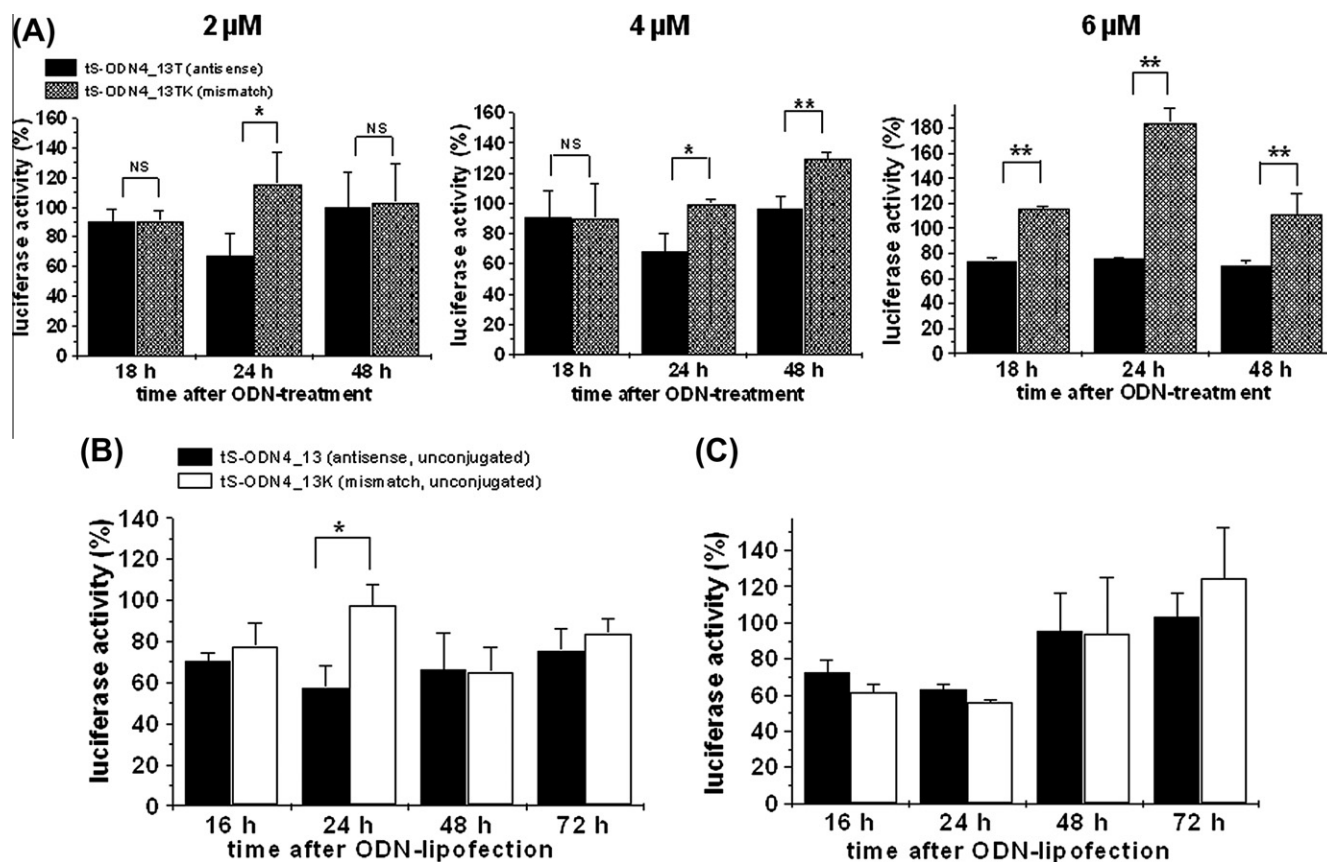 (A)
2 µM
4 µM
6 µM
tS-ODN4_13T (antisense)
tS-ODN4_13TK (mismatch)
luciferase activity (%)
160
140
120
100
80
60
40
20
0
NS
*
NS
18 h
24 h
48 h
time after ODN-treatment
luciferase activity (%)
160
140
120
100
80
60
40
20
0
NS
*
**
18 h
24 h
48 h
time after ODN-treatment
luciferase activity (%)
180
160
140
120
100
80
60
40
20
0
**
**
**
18 h
24 h
48 h
time after ODN-treatment
(B)
tS-ODN4_13 (antisense, unconjugated)
tS-ODN4_13K (mismatch, unconjugated)
luciferase activity (%)
140
120
100
80
60
40
20
0
*
16 h
24 h
48 h
72 h
time after ODN-lipofection
(C)
luciferase activity (%)
140
120
100
80
60
40
20
0
16 h
24 h
48 h
72 h
time after ODN-lipofection